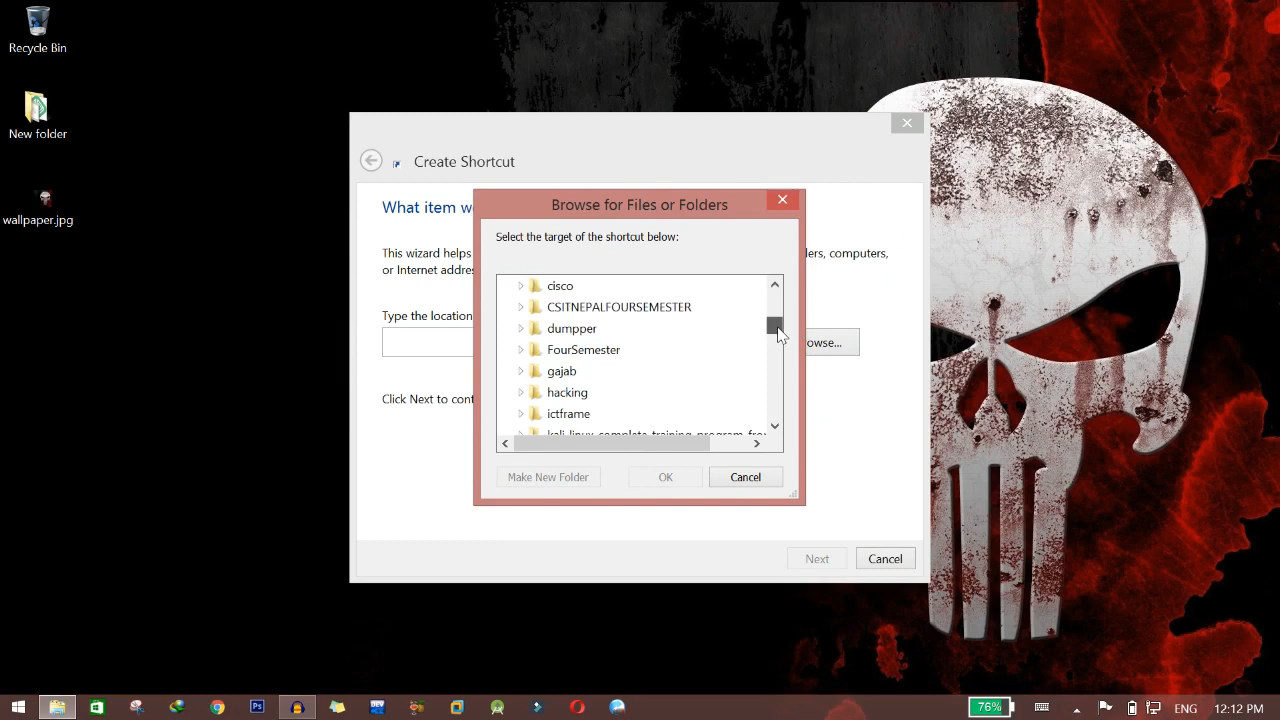 Recycle Bin
New folder
wallpaper.jpg
Create Shortcut
What item w
This wizard helps
lers, computers,
or Internet addre
Type the location
owse...
Click Next to cont
Browse for Files or Folders
Select the target of the shortcut below:
cisco
CSITNEPALFOURSEMESTER
dumpper
FourSemester
gajab
hacking
ictframe
kali-linux-complete-training-program-fro
Make New Folder
OK
Cancel
Next
Cancel
Ps
DEV
76%
ENG
12:12 PM